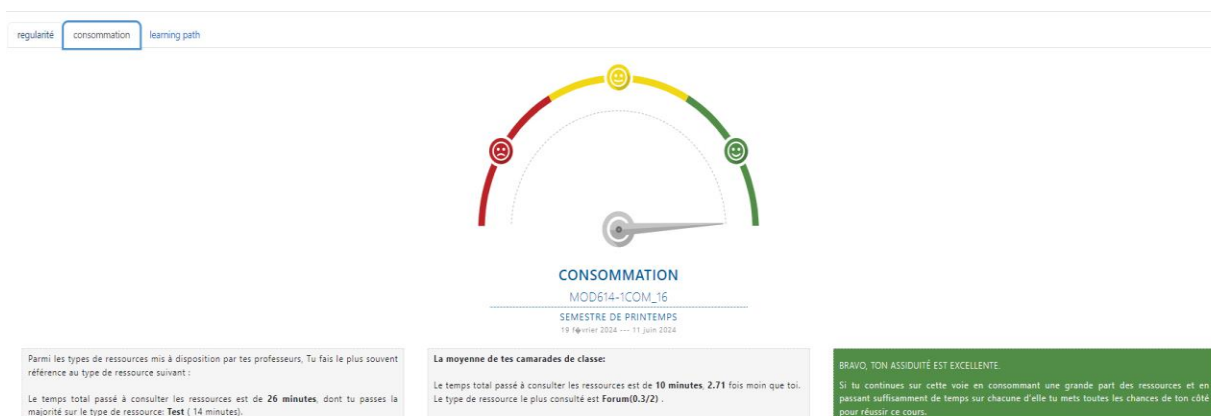 regularité consommation learning path
CONSOMMATION
MOD614-1COM_16
SEMESTRE DE PRINTEMPS
19 f�vrier 2024 --- 11 juin 2024
Parmi les types de ressources mis à disposition par tes professeurs, Tu fais le plus souvent
référence au type de ressource suivant :
Le temps total passé à consulter les ressources est de 26 minutes, dont tu passes la
majorité sur le type de ressource: Test ( 14 minutes).
La moyenne de tes camarades de classe:
Le temps total passé à consulter les ressources est de 10 minutes, 2.71 fois moin que toi.
Le type de ressource le plus consulté est Forum(0.3/2) .
BRAVO, TON ASSIDUITÉ EST EXCELLENTE.
Si tu continues sur cette voie en consommant une grande part des ressources et en
passant suffisamment de temps sur chacune d'elle tu mets toutes les chances de ton côté
pour réussir ce cours.